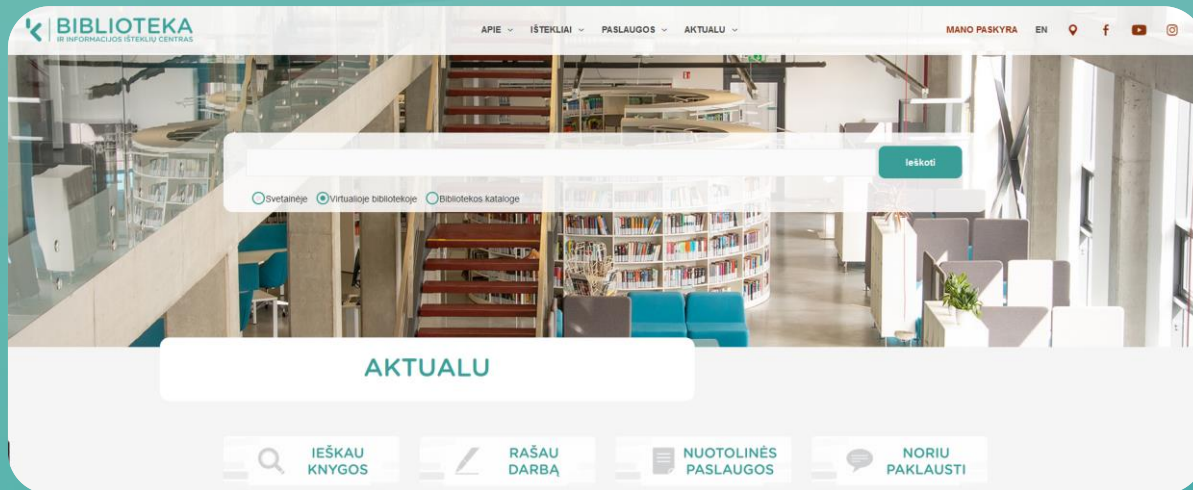 BIBLIOTEKA
IR INFORMACIJOS IŠTEKLIŲ CENTRAS
APIE
IŠTEKLIAI
PASLAUGOS
AKTUALU
MANO PASKYRA
EN
Ieškoti
Svetainėje
Virtualioje bibliotekoje
Bibliotekos kataloge
AKTUALU
IEŠKAU
KNYGOS
RAŠAU
DARBĄ
NUOTOLINĖS
PASLAUGOS
NORIU
PAKLAUSTI